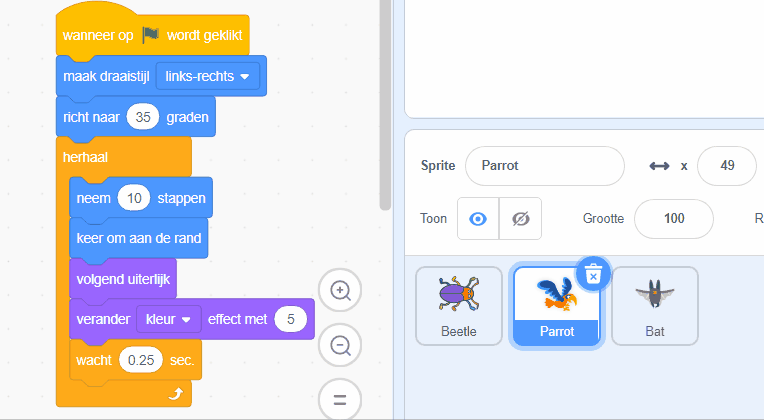 wanneer op wordt geklikt
maak draaistijl links-rechts
richt naar 35 graden
herhaal
neem 10 stappen
keer om aan de rand
volgend uiterlijk
verander kleur effect met 5
wacht 0.25 sec.
Sprite Parrot x 49
Toon Grootte 100 R
Beetle Parrot Bat